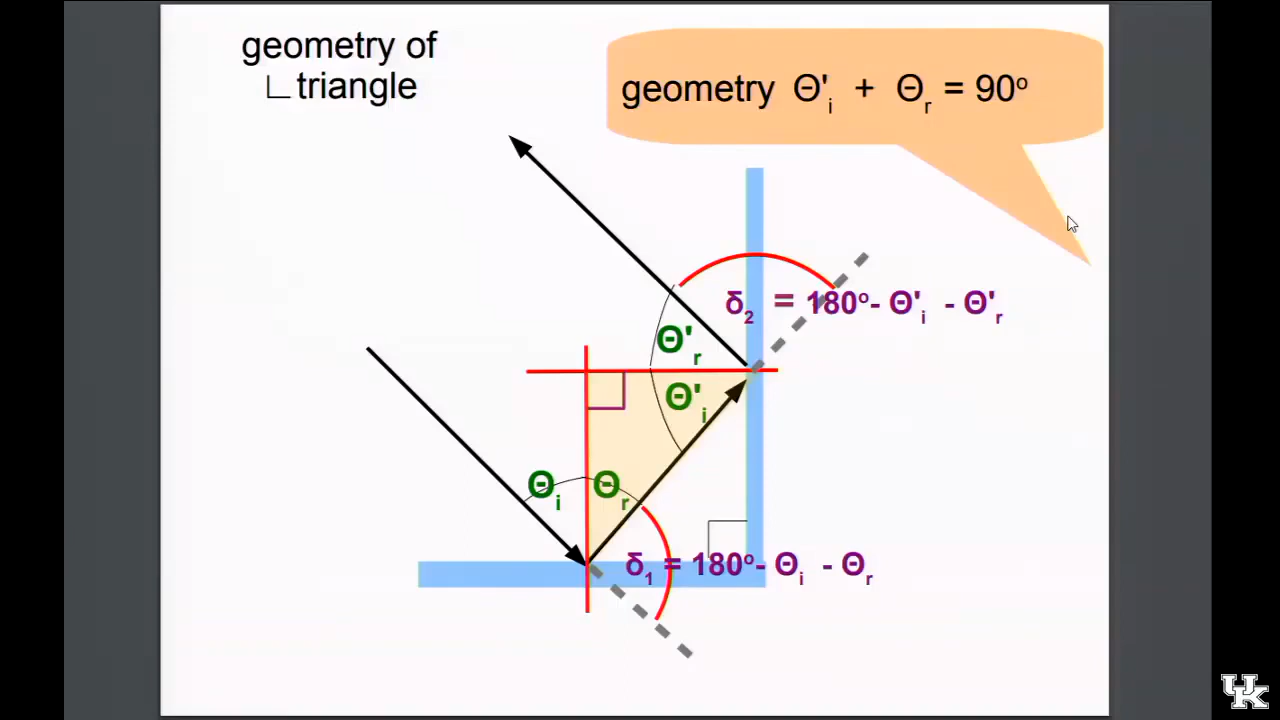 geometry of
∟triangle
geometry Θ'i + Θr = 90º
δ2 = 180º- Θ'i - Θ'r
Θ'r
Θ'i
Θi
Θr
δ1 = 180º- Θi - Θr
UK